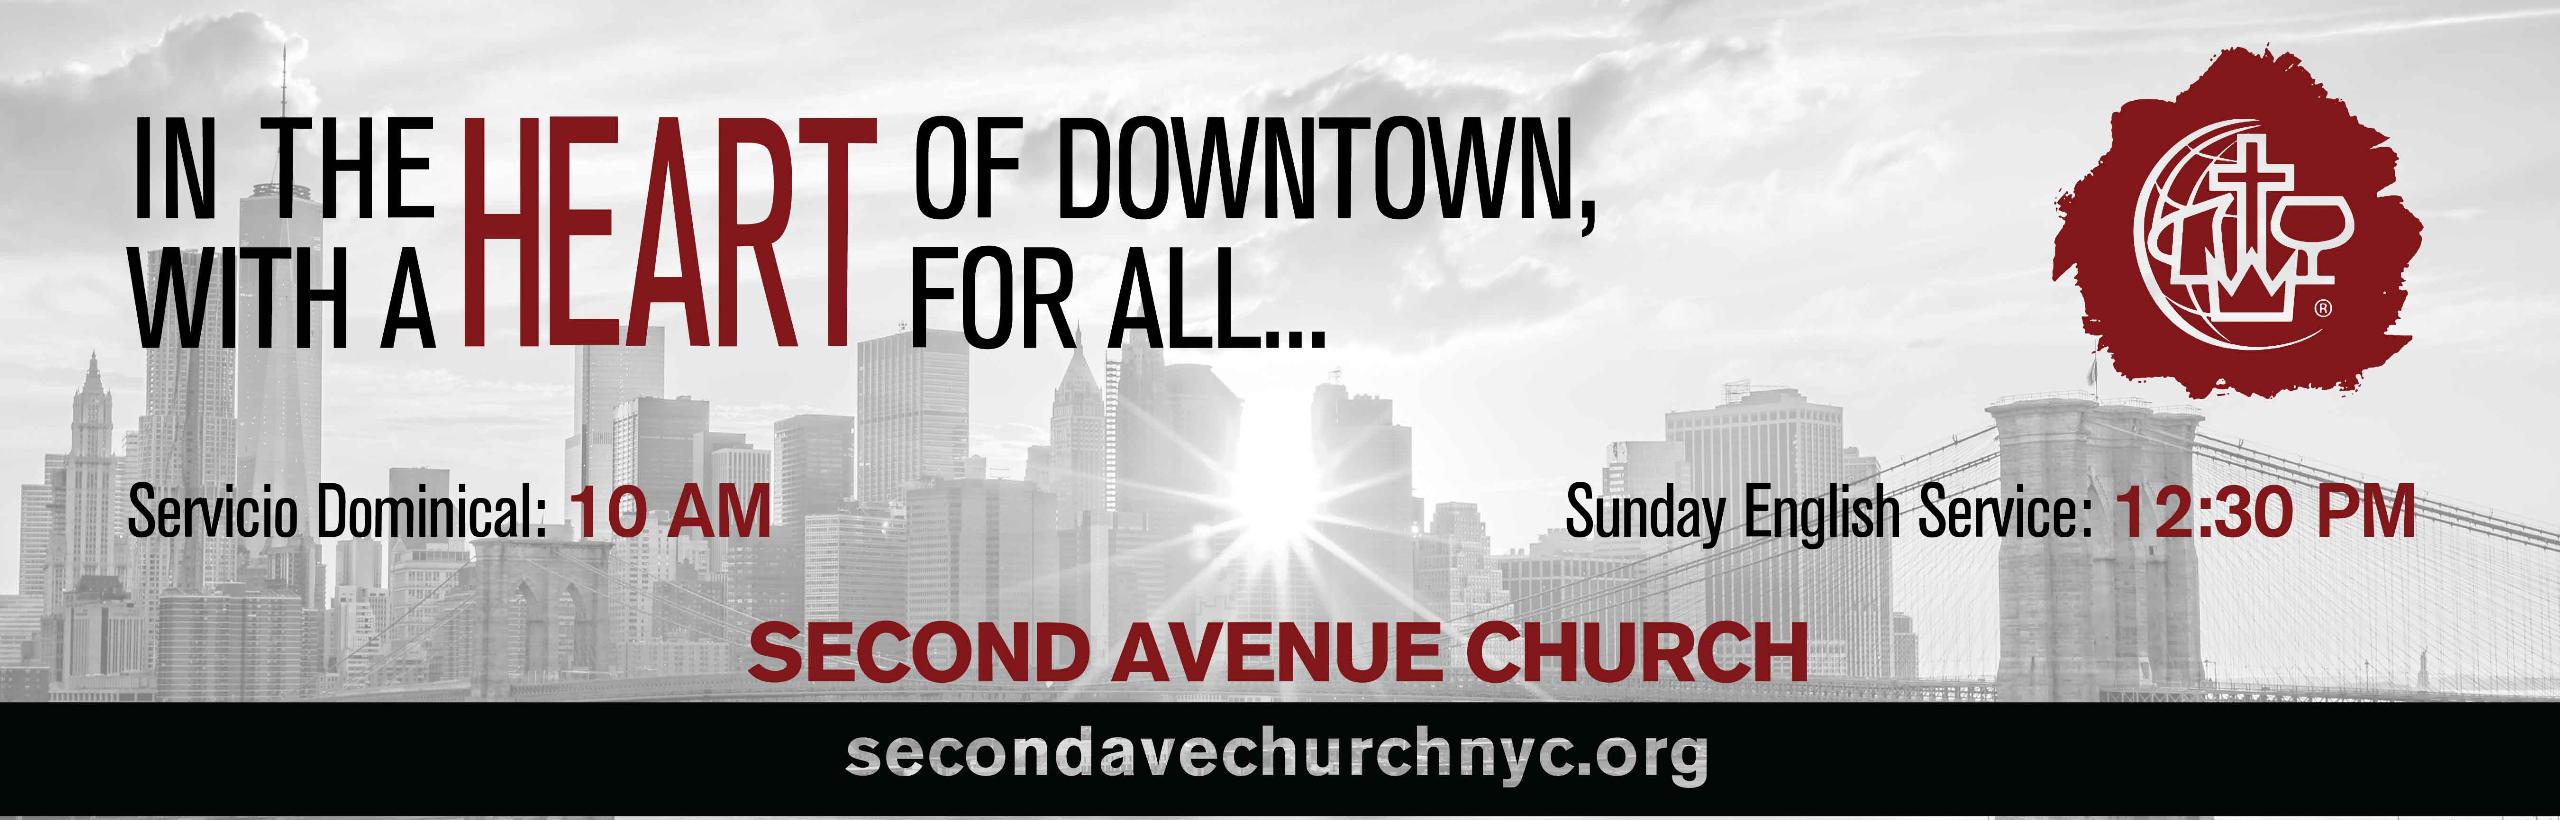 IN THE HEART OF DOWNTOWN,
WITH A HEART FOR ALL...
Servicio Dominical: 10 AM
Sunday English Service: 12:30 PM
SECOND AVENUE CHURCH
secondavechurchnyc.org
®